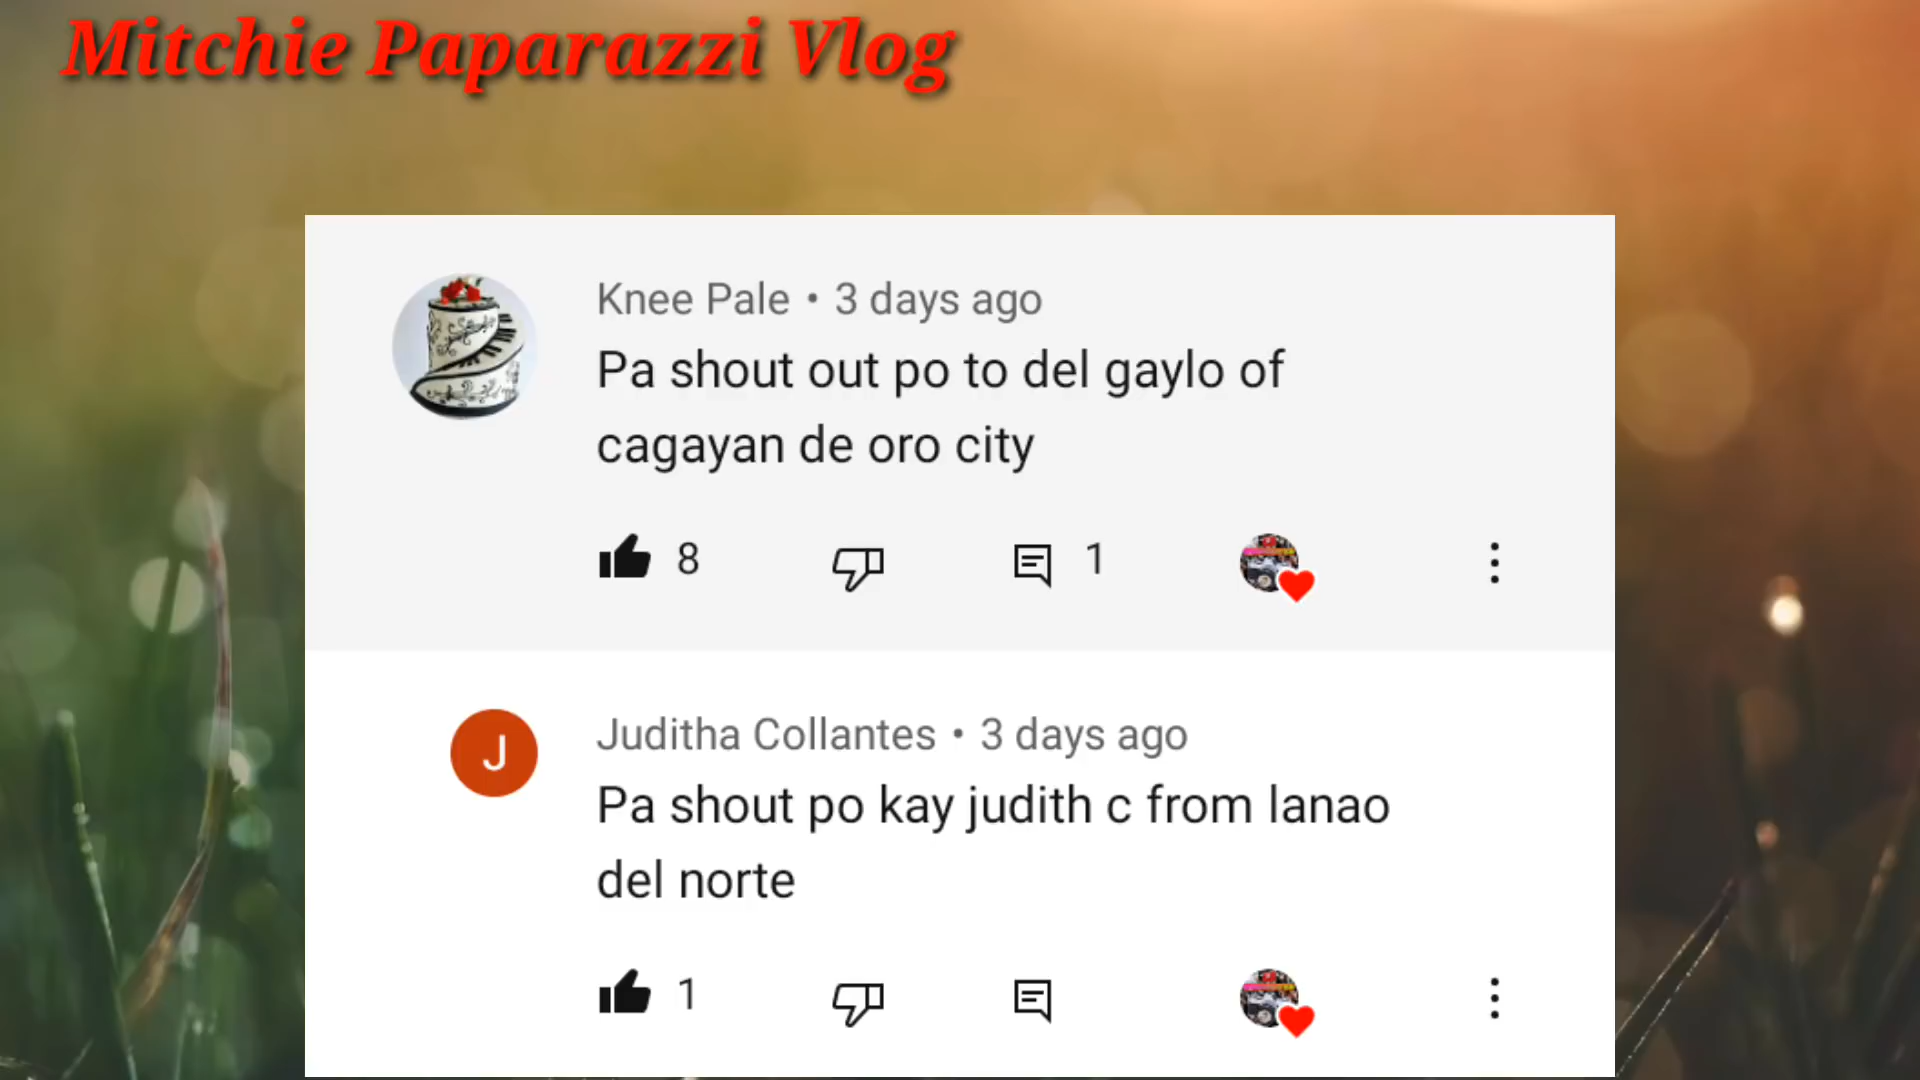 Mitchie Paparazzi Vlog
Knee Pale • 3 days ago
Pa shout out po to del gaylo of
cagayan de oro city
8
1
J
Juditha Collantes • 3 days ago
Pa shout po kay judith c from lanao
del norte
1